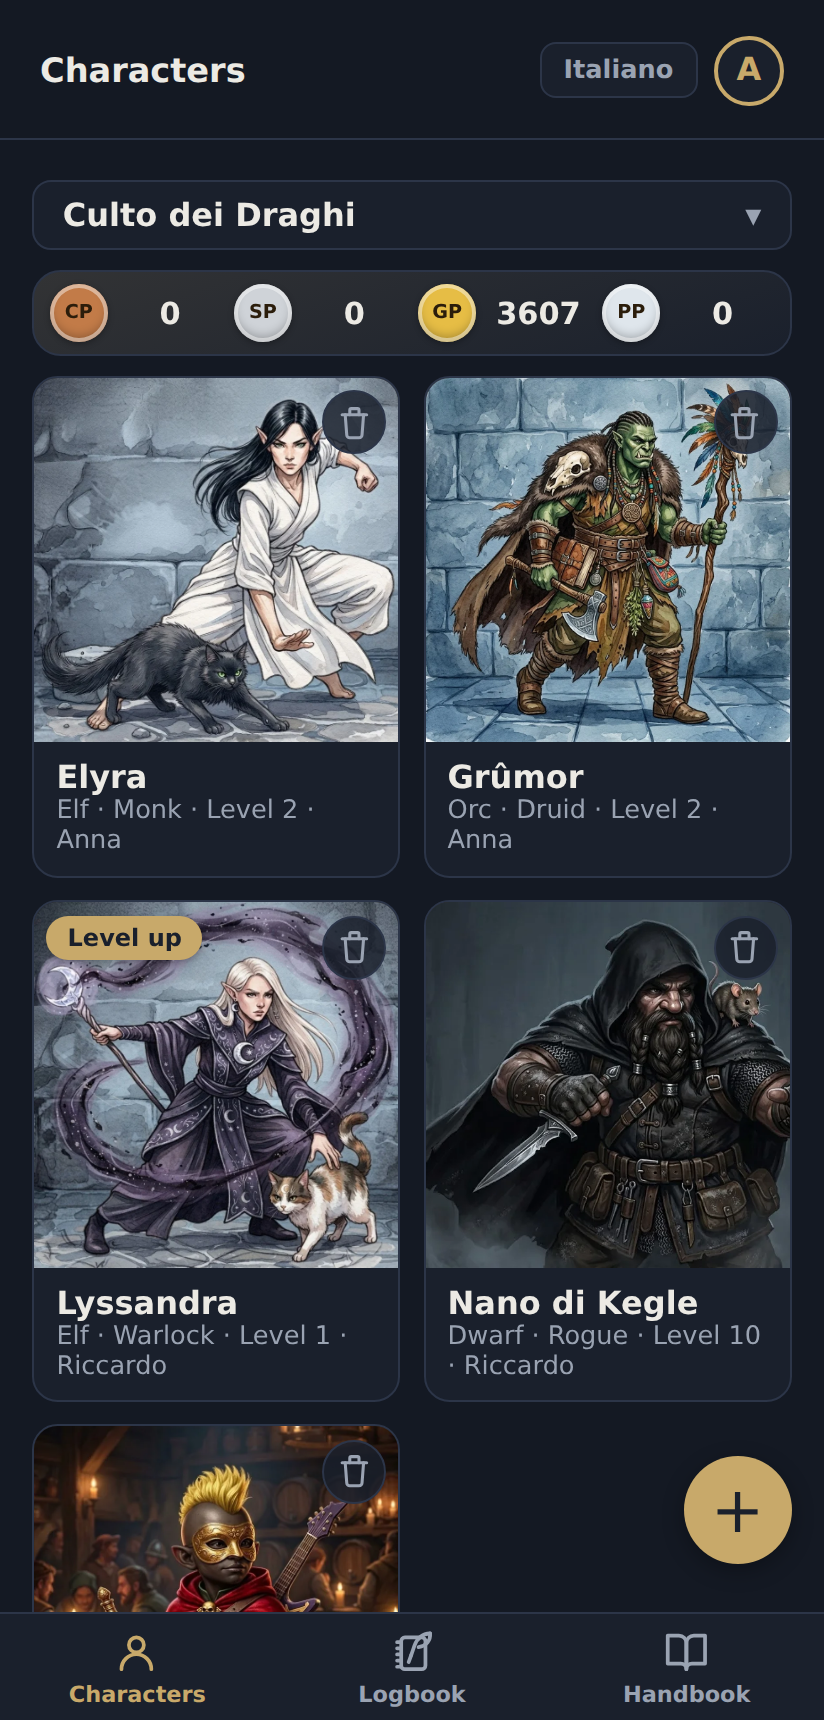 Characters
Italiano
A
Culto dei Draghi ▼
CP 0 SP 0 GP 3607 PP 0
Elyra
Elf · Monk · Level 2 ·
Anna
Grûmor
Orc · Druid · Level 2 ·
Anna
Level up
Lyssandra
Elf · Warlock · Level 1 ·
Riccardo
Nano di Kegle
Dwarf · Rogue · Level 10
· Riccardo
Characters
Logbook
Handbook